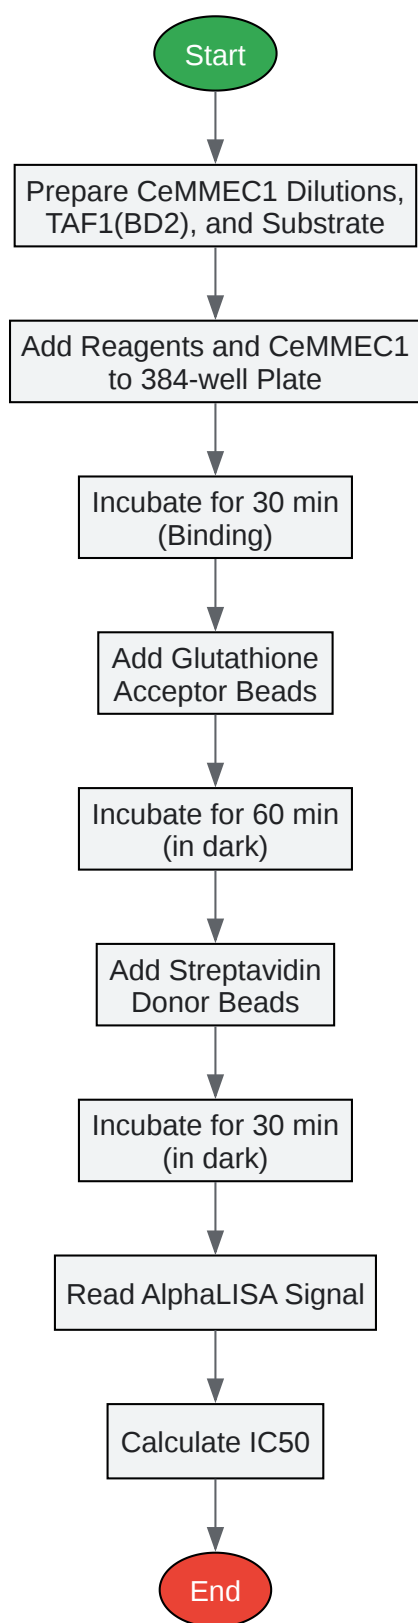 Start
Prepare CeMMEC1 Dilutions,
TAF1(BD2), and Substrate
Add Reagents and CeMMEC1
to 384-well Plate
Incubate for 30 min
(Binding)
Add Glutathione
Acceptor Beads
Incubate for 60 min
(in dark)
Add Streptavidin
Donor Beads
Incubate for 30 min
(in dark)
Read AlphaLISA Signal
Calculate IC50
End